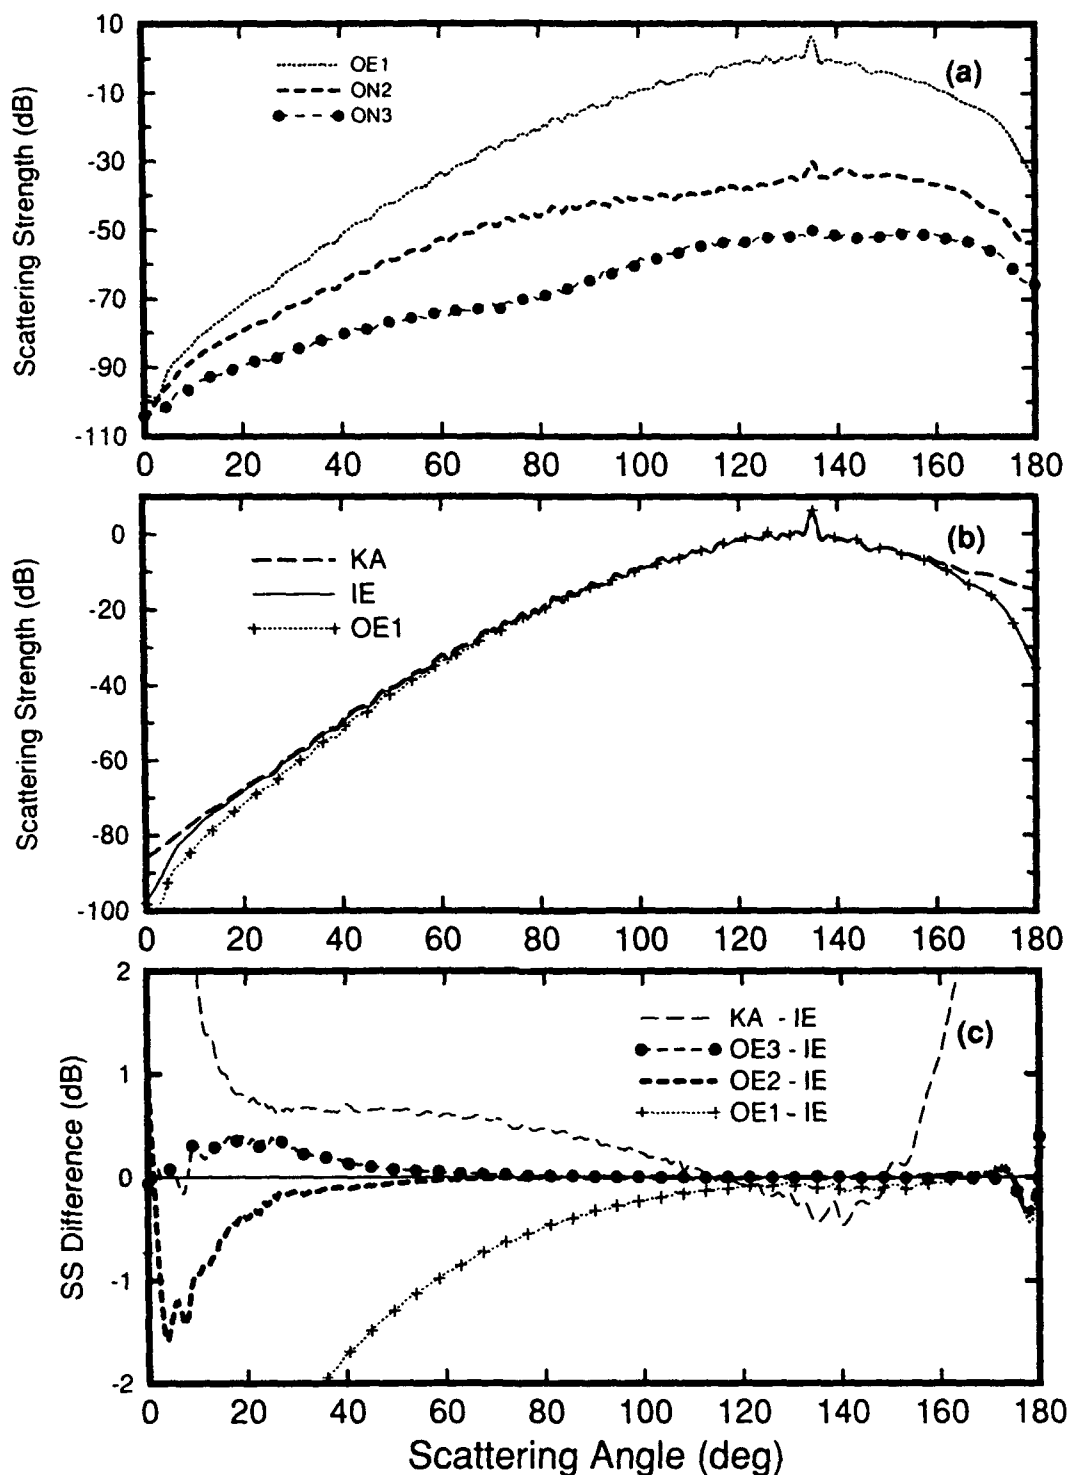 10
-10
-30
-50
-70
-90
-110
Scattering Strength (dB)
OE1
ON2
ON3
(a)
0 20 40 60 80 100 120 140 160 180
0
-20
-40
-60
-80
-100
Scattering Strength (dB)
KA
IE
OE1
(b)
0 20 40 60 80 100 120 140 160 180
2
1
0
-1
-2
SS Difference (dB)
KA - IE
OE3 - IE
OE2 - IE
OE1 - IE
(c)
0 20 40 60 80 100 120 140 160 180
Scattering Angle (deg)